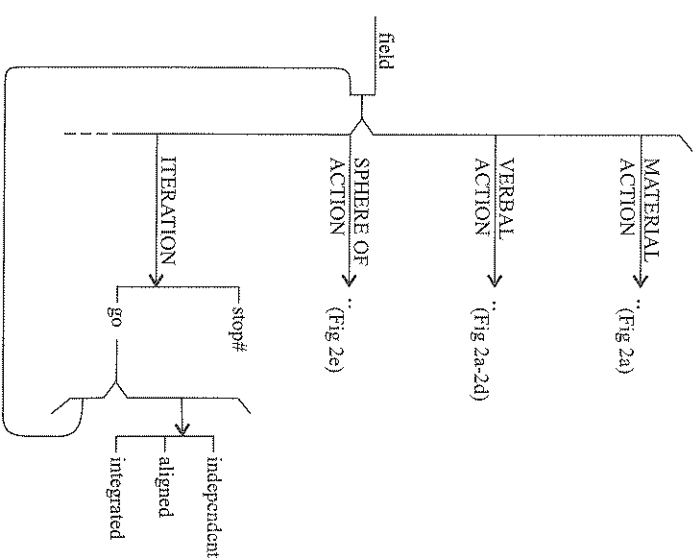 MATERIAL
ACTION
.. (Fig 2a)
VERBAL
ACTION
.. (Fig 2a-2d)
field
SPHERE OF
ACTION
.. (Fig 2e)
ITERATION
stop#
go
independent
aligned
integrated